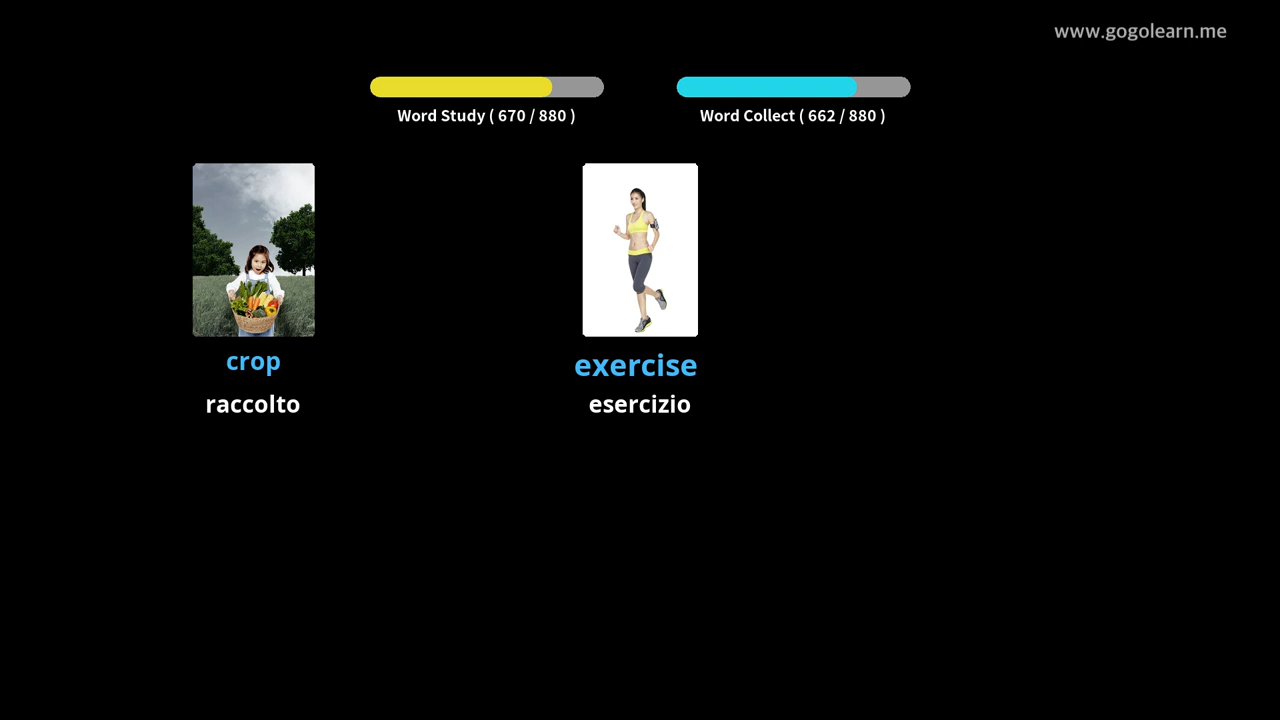 www.gogolearn.me
Word Study ( 670 / 880 )
Word Collect ( 662 / 880 )
crop
raccolto
exercise
esercizio